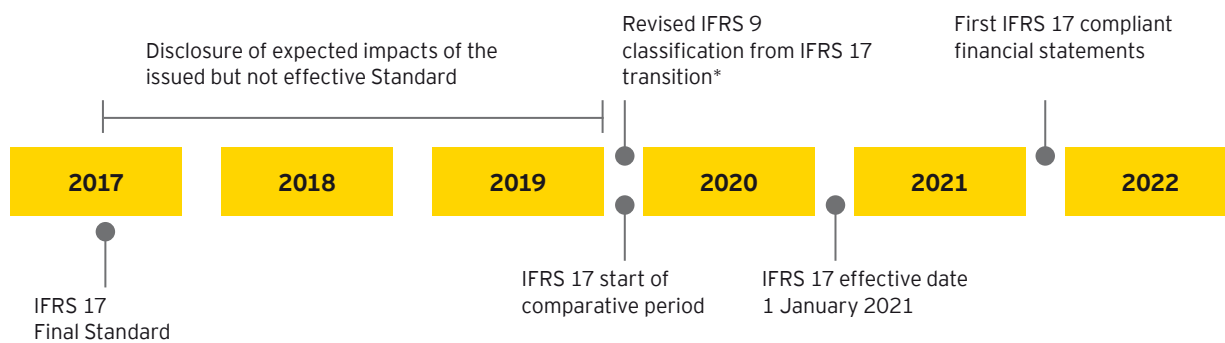 Disclosure of expected impacts of the
issued but not effective Standard
Revised IFRS 9
classification from IFRS 17
transition*
First IFRS 17 compliant
financial statements
2017
2018
2019
2020
2021
2022
IFRS 17
Final Standard
IFRS 17 start of
comparative period
IFRS 17 effective date
1 January 2021